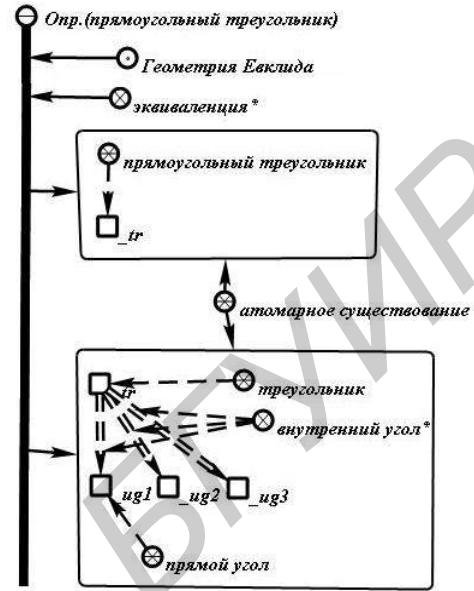 Опр.(прямоугольный треугольник)
Геометрия Евклида
эквиваленция*
прямоугольный треугольник
_tr
атомарное существование
_tr
треугольник
внутренний угол*
_ug1
_ug2
_ug3
прямой угол
БГУИР